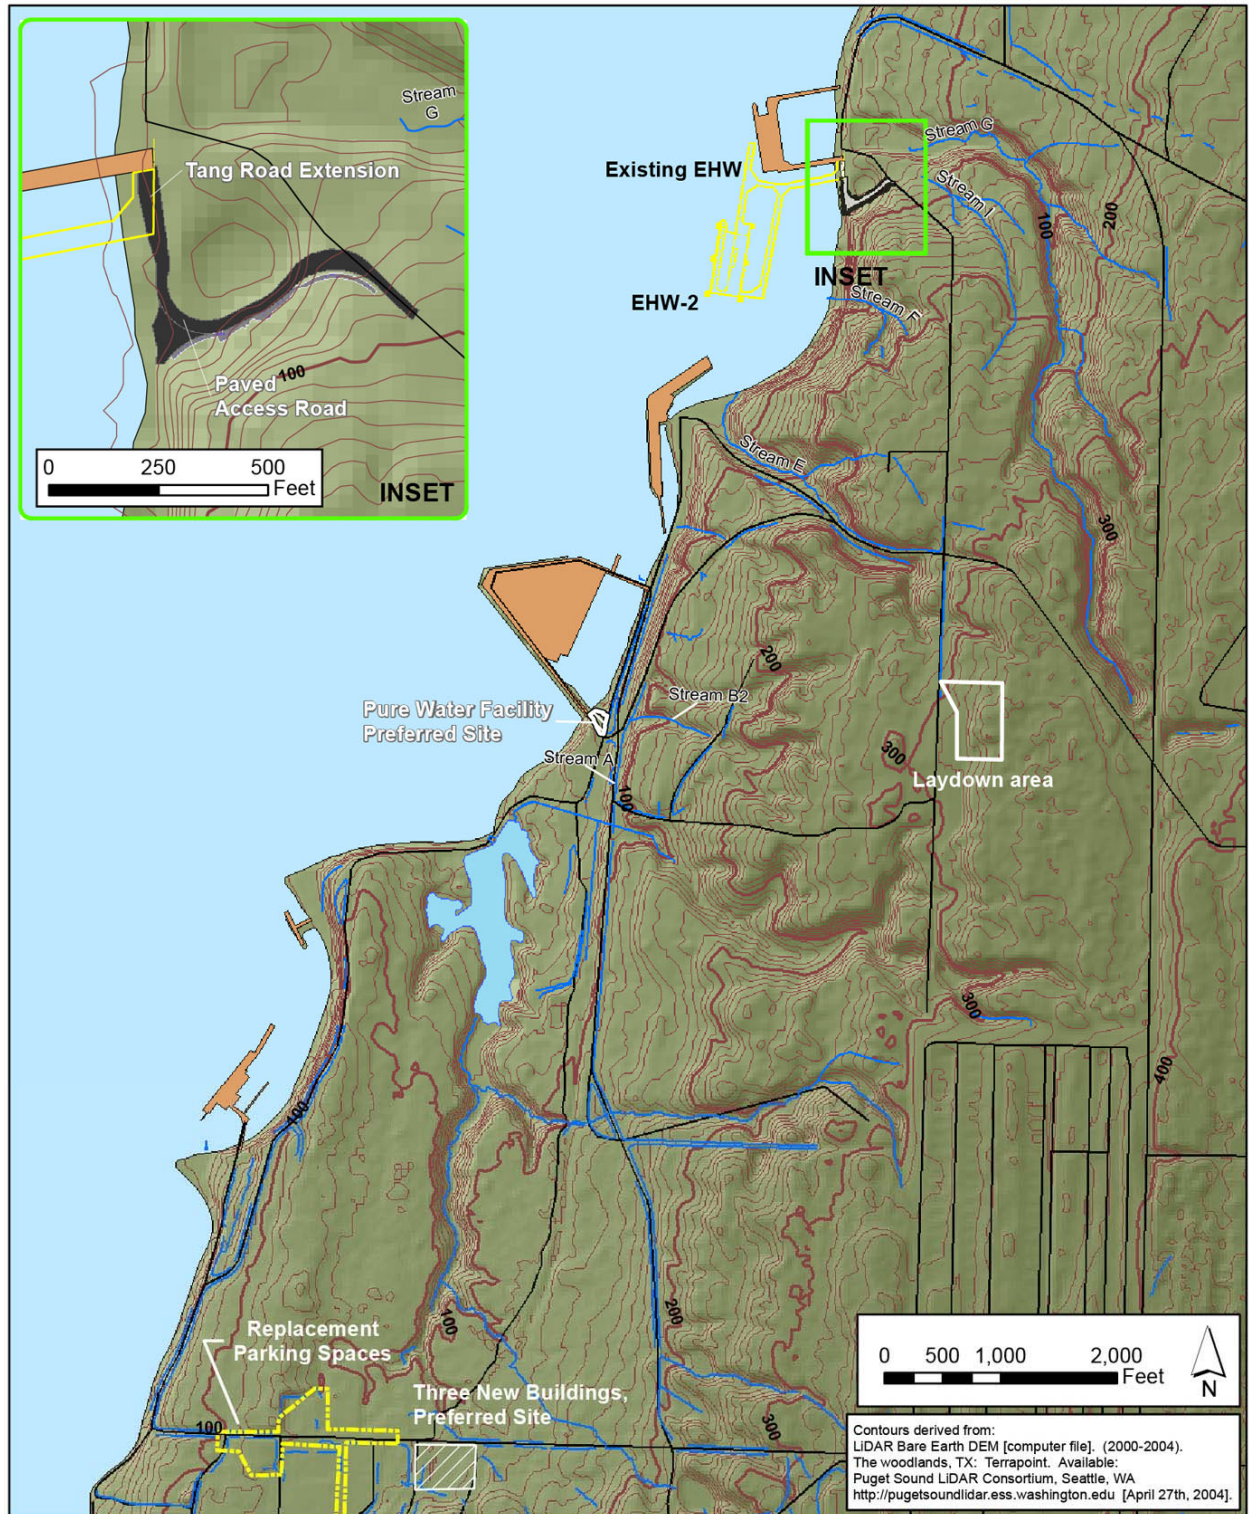 Stream
G
Tang Road Extension
100
Paved
Access Road
0 250 500
Feet
INSET
Existing EHW
EHW-2
INSET
Stream G
Stream I
Stream F
100
200
Stream E
300
200
Stream B2
Pure Water Facility
Preferred Site
Stream A
300
Laydown area
100
300
400
100
200
100
Replacement
Parking Spaces
Three New Buildings,
Preferred Site
100
300
0 500 1,000 2,000
Feet
N
Contours derived from:
LiDAR Bare Earth DEM [computer file]. (2000-2004).
The woodlands, TX: Terrapoint. Available:
Puget Sound LiDAR Consortium, Seattle, WA
http://pugetsoundlidar.ess.washington.edu [April 27th, 2004].